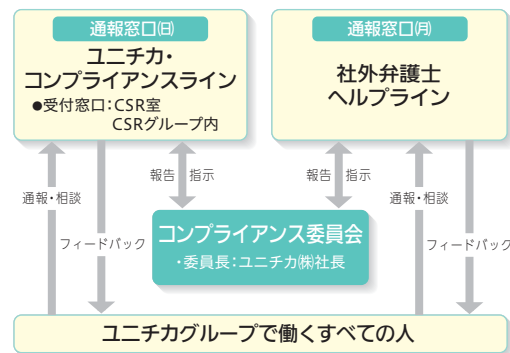 通報窓口㈰
ユニチカ・
コンプライアンスライン
●受付窓口:CSR室
CSRグループ内
通報窓口㈪
社外弁護士
ヘルプライン
報告 指示
報告 指示
通報・相談
通報・相談
コンプライアンス委員会
・委員長:ユニチカ㈱社長
フィードバック
フィードバック
ユニチカグループで働くすべての人